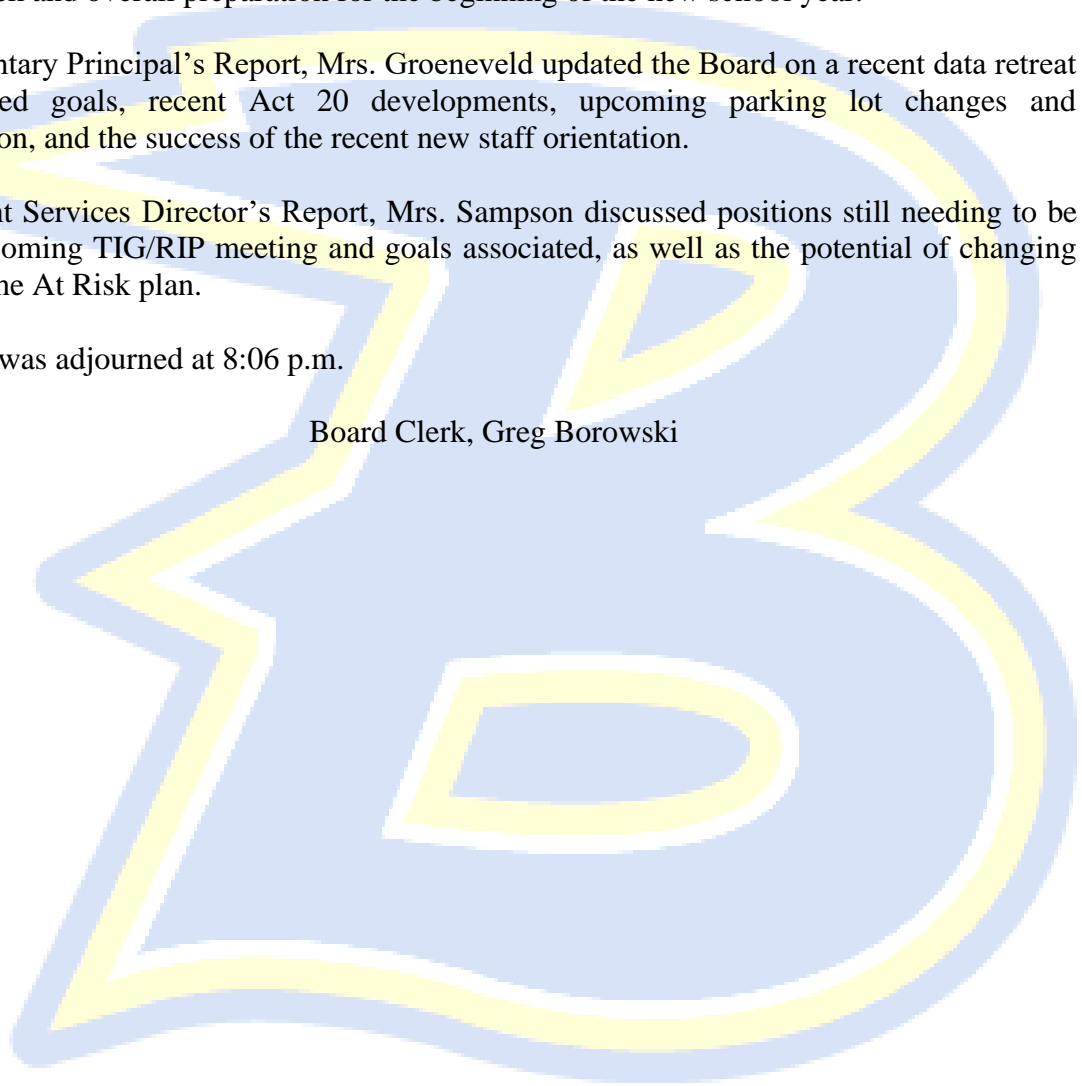 and overall preparation for the beginning of the new school year.
ntary Principal's Report, Mrs. Groeneveld updated the Board on a recent data retreat
ed goals, recent Act 20 developments, upcoming parking lot changes and
on, and the success of the recent new staff orientation.
nt Services Director's Report, Mrs. Sampson discussed positions still needing to be
coming TIG/RIP meeting and goals associated, as well as the potential of changing
he At Risk plan.
was adjourned at 8:06 p.m.
Board Clerk, Greg Borowski
B